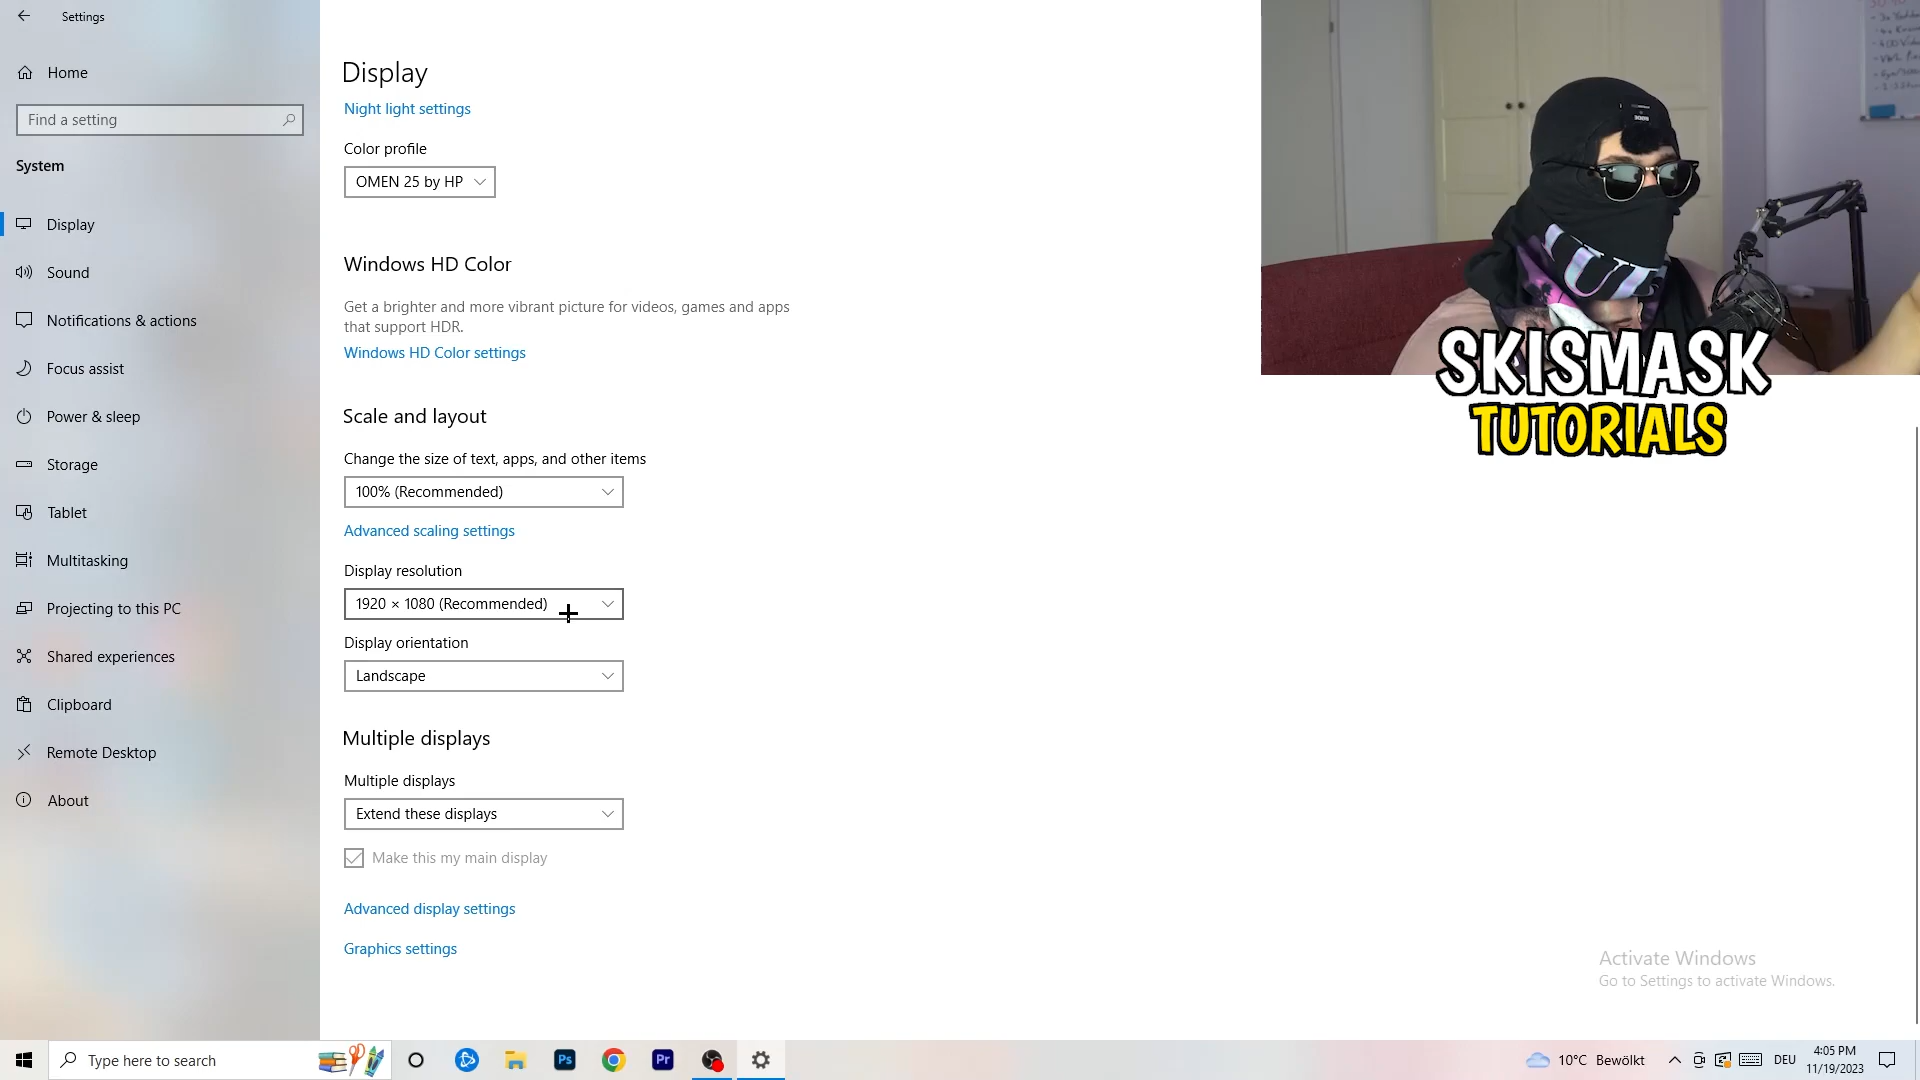 Settings
Home
Find a setting
System
Display
Sound
Notifications & actions
Focus assist
Power & sleep
Storage
Tablet
Multitasking
Projecting to this PC
Shared experiences
Clipboard
Remote Desktop
About
Display
Night light settings
Color profile
OMEN 25 by HP
Windows HD Color
Get a brighter and more vibrant picture for videos, games and apps
that support HDR.
Windows HD Color settings
Scale and layout
Change the size of text, apps, and other items
100% (Recommended)
Advanced scaling settings
Display resolution
1920 × 1080 (Recommended)
Display orientation
Landscape
Multiple displays
Multiple displays
Extend these displays
Make this my main display
Advanced display settings
Graphics settings
SKISMASK
TUTORIALS
Activate Windows
Go to Settings to activate Windows.
Type here to search
Ps
Pr
10°C Bewölkt
DEU
4:05 PM
11/19/2023